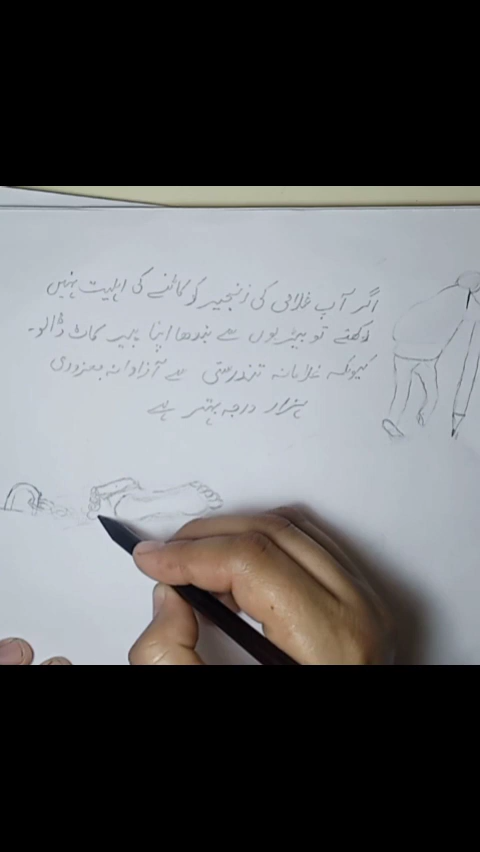 اگر آپ غلامی کی زنجیر کو کاٹنے کی اہلیت نہیں
رکھتے تو بیڑیوں سے بندھا اپنا پیر کاٹ ڈالو۔
کیونکہ غلامانہ تندرستی سے آزادانہ معزوری
ہزار درجہ بہتر ہے